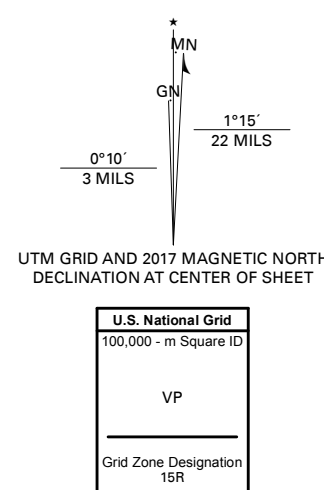 ★
MN
GN
1°15´
22 MILS
0°10´
3 MILS
UTM GRID AND 2017 MAGNETIC NORTH
DECLINATION AT CENTER OF SHEET
U.S. National Grid
100,000 - m Square ID
VP
Grid Zone Designation
15R